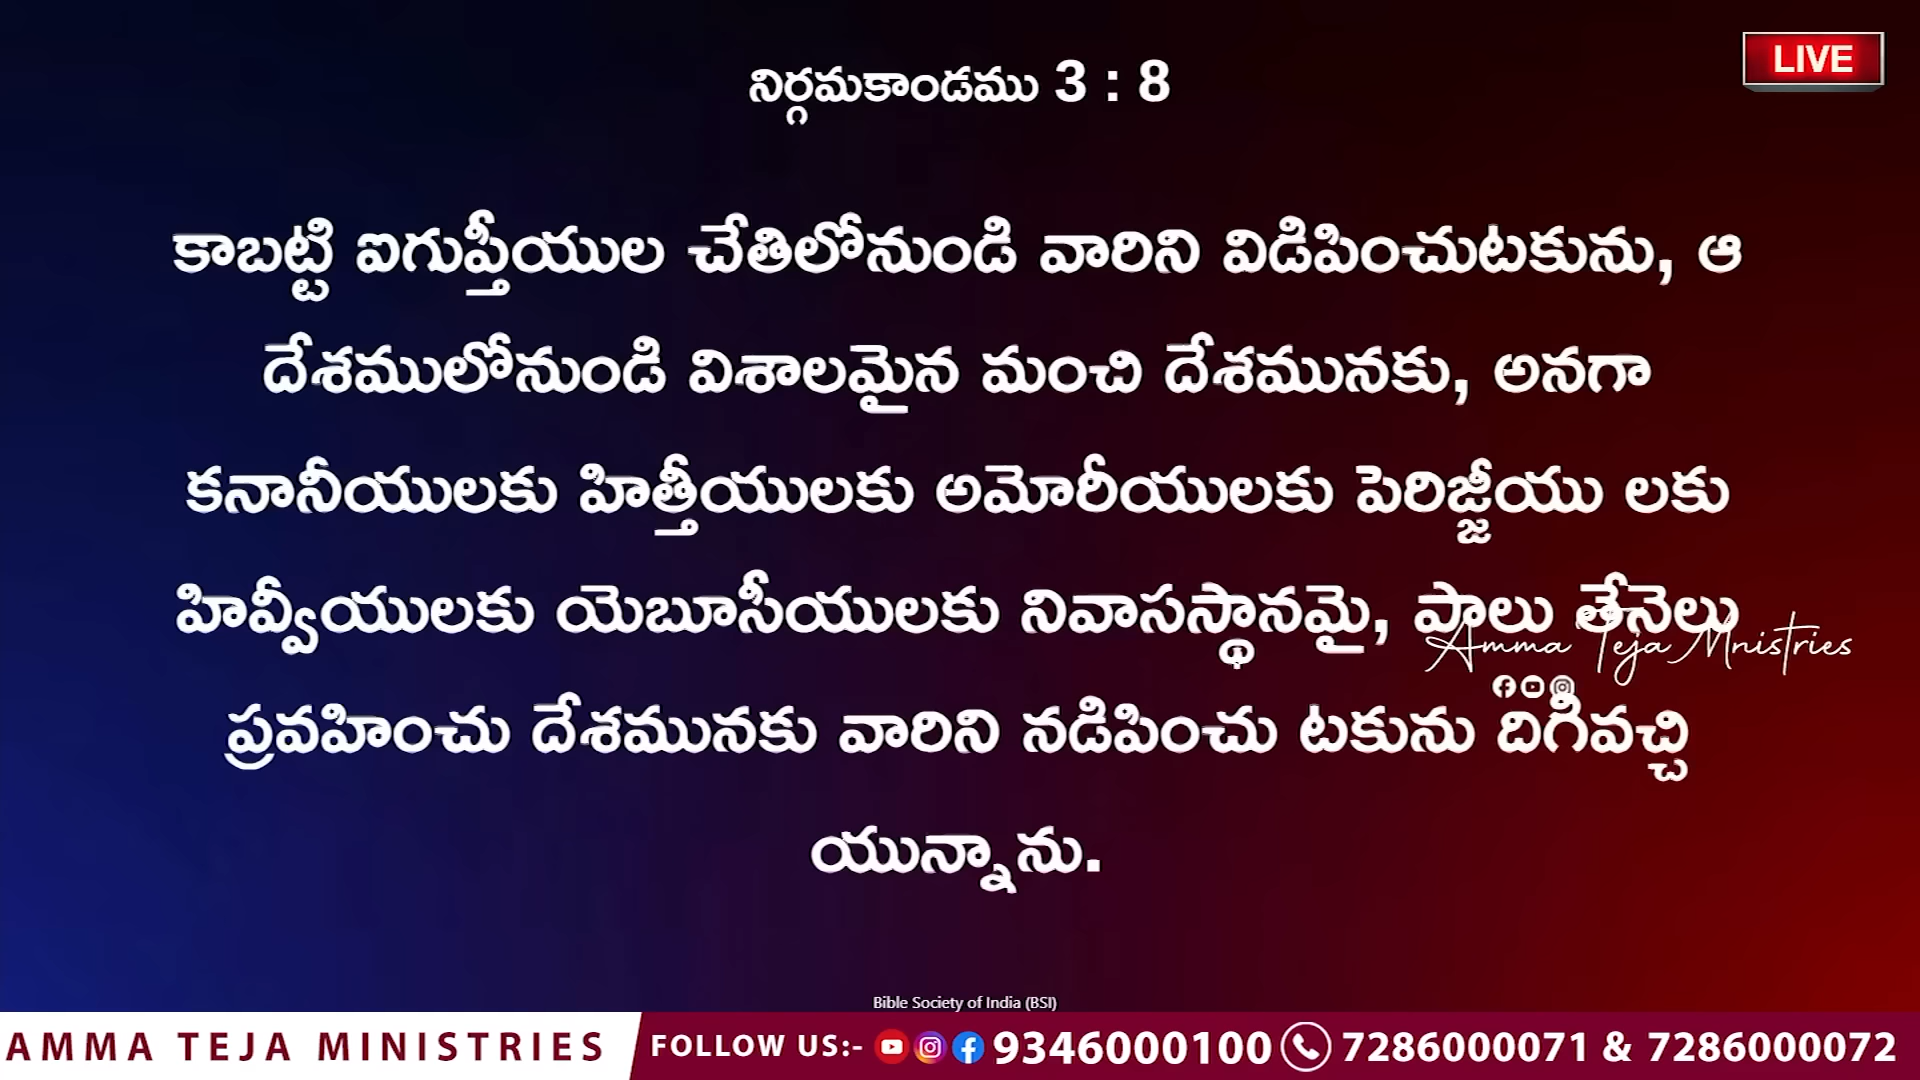 నిర్గమకాండము 3 : 8
LIVE
కాబట్టి ఐగుప్తీయుల చేతిలోనుండి వారిని విడిపించుటకును, ఆ
దేశములోనుండి విశాలమైన మంచి దేశమునకు, అనగా
కనానీయులకు హిత్తీయులకు అమోరీయులకు పెరిజ్జీయు లకు
హివ్వీయులకు యెబూసీయులకు నివాసస్థానమై, పాలు తేనెలు
Amma Teja Mnistries
ప్రవహించు దేశమునకు వారిని నడిపించు టకును దిగివచ్చి
యున్నాను.
Bible Society of India (BSI)
AMMA TEJA MINISTRIES FOLLOW US:- 9346000100 7286000071 & 7286000072